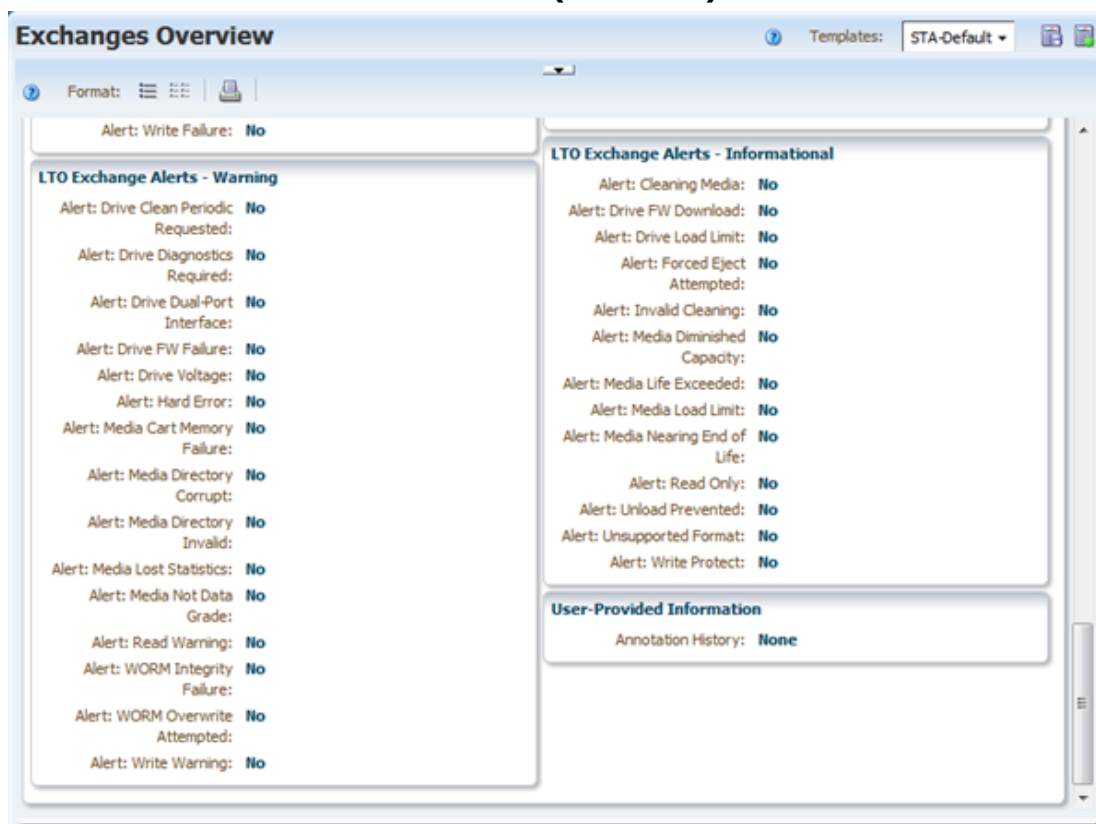 Exchanges Overview
Templates: STA-Default
Format:
Alert: Write Failure: No
LTO Exchange Alerts - Warning
Alert: Drive Clean Periodic No
Requested:
Alert: Drive Diagnostics No
Required:
Alert: Drive Dual-Port No
Interface:
Alert: Drive FW Failure: No
Alert: Drive Voltage: No
Alert: Hard Error: No
Alert: Media Cart Memory No
Failure:
Alert: Media Directory No
Corrupt:
Alert: Media Directory No
Invalid:
Alert: Media Lost Statistics: No
Alert: Media Not Data No
Grade:
Alert: Read Warning: No
Alert: WORM Integrity No
Failure:
Alert: WORM Overwrite No
Attempted:
Alert: Write Warning: No
LTO Exchange Alerts - Informational
Alert: Cleaning Media: No
Alert: Drive FW Download: No
Alert: Drive Load Limit: No
Alert: Forced Eject No
Attempted:
Alert: Invalid Cleaning: No
Alert: Media Diminished No
Capacity:
Alert: Media Life Exceeded: No
Alert: Media Load Limit: No
Alert: Media Nearing End of No
Life:
Alert: Read Only: No
Alert: Unload Prevented: No
Alert: Unsupported Format: No
Alert: Write Protect: No
User-Provided Information
Annotation History: None